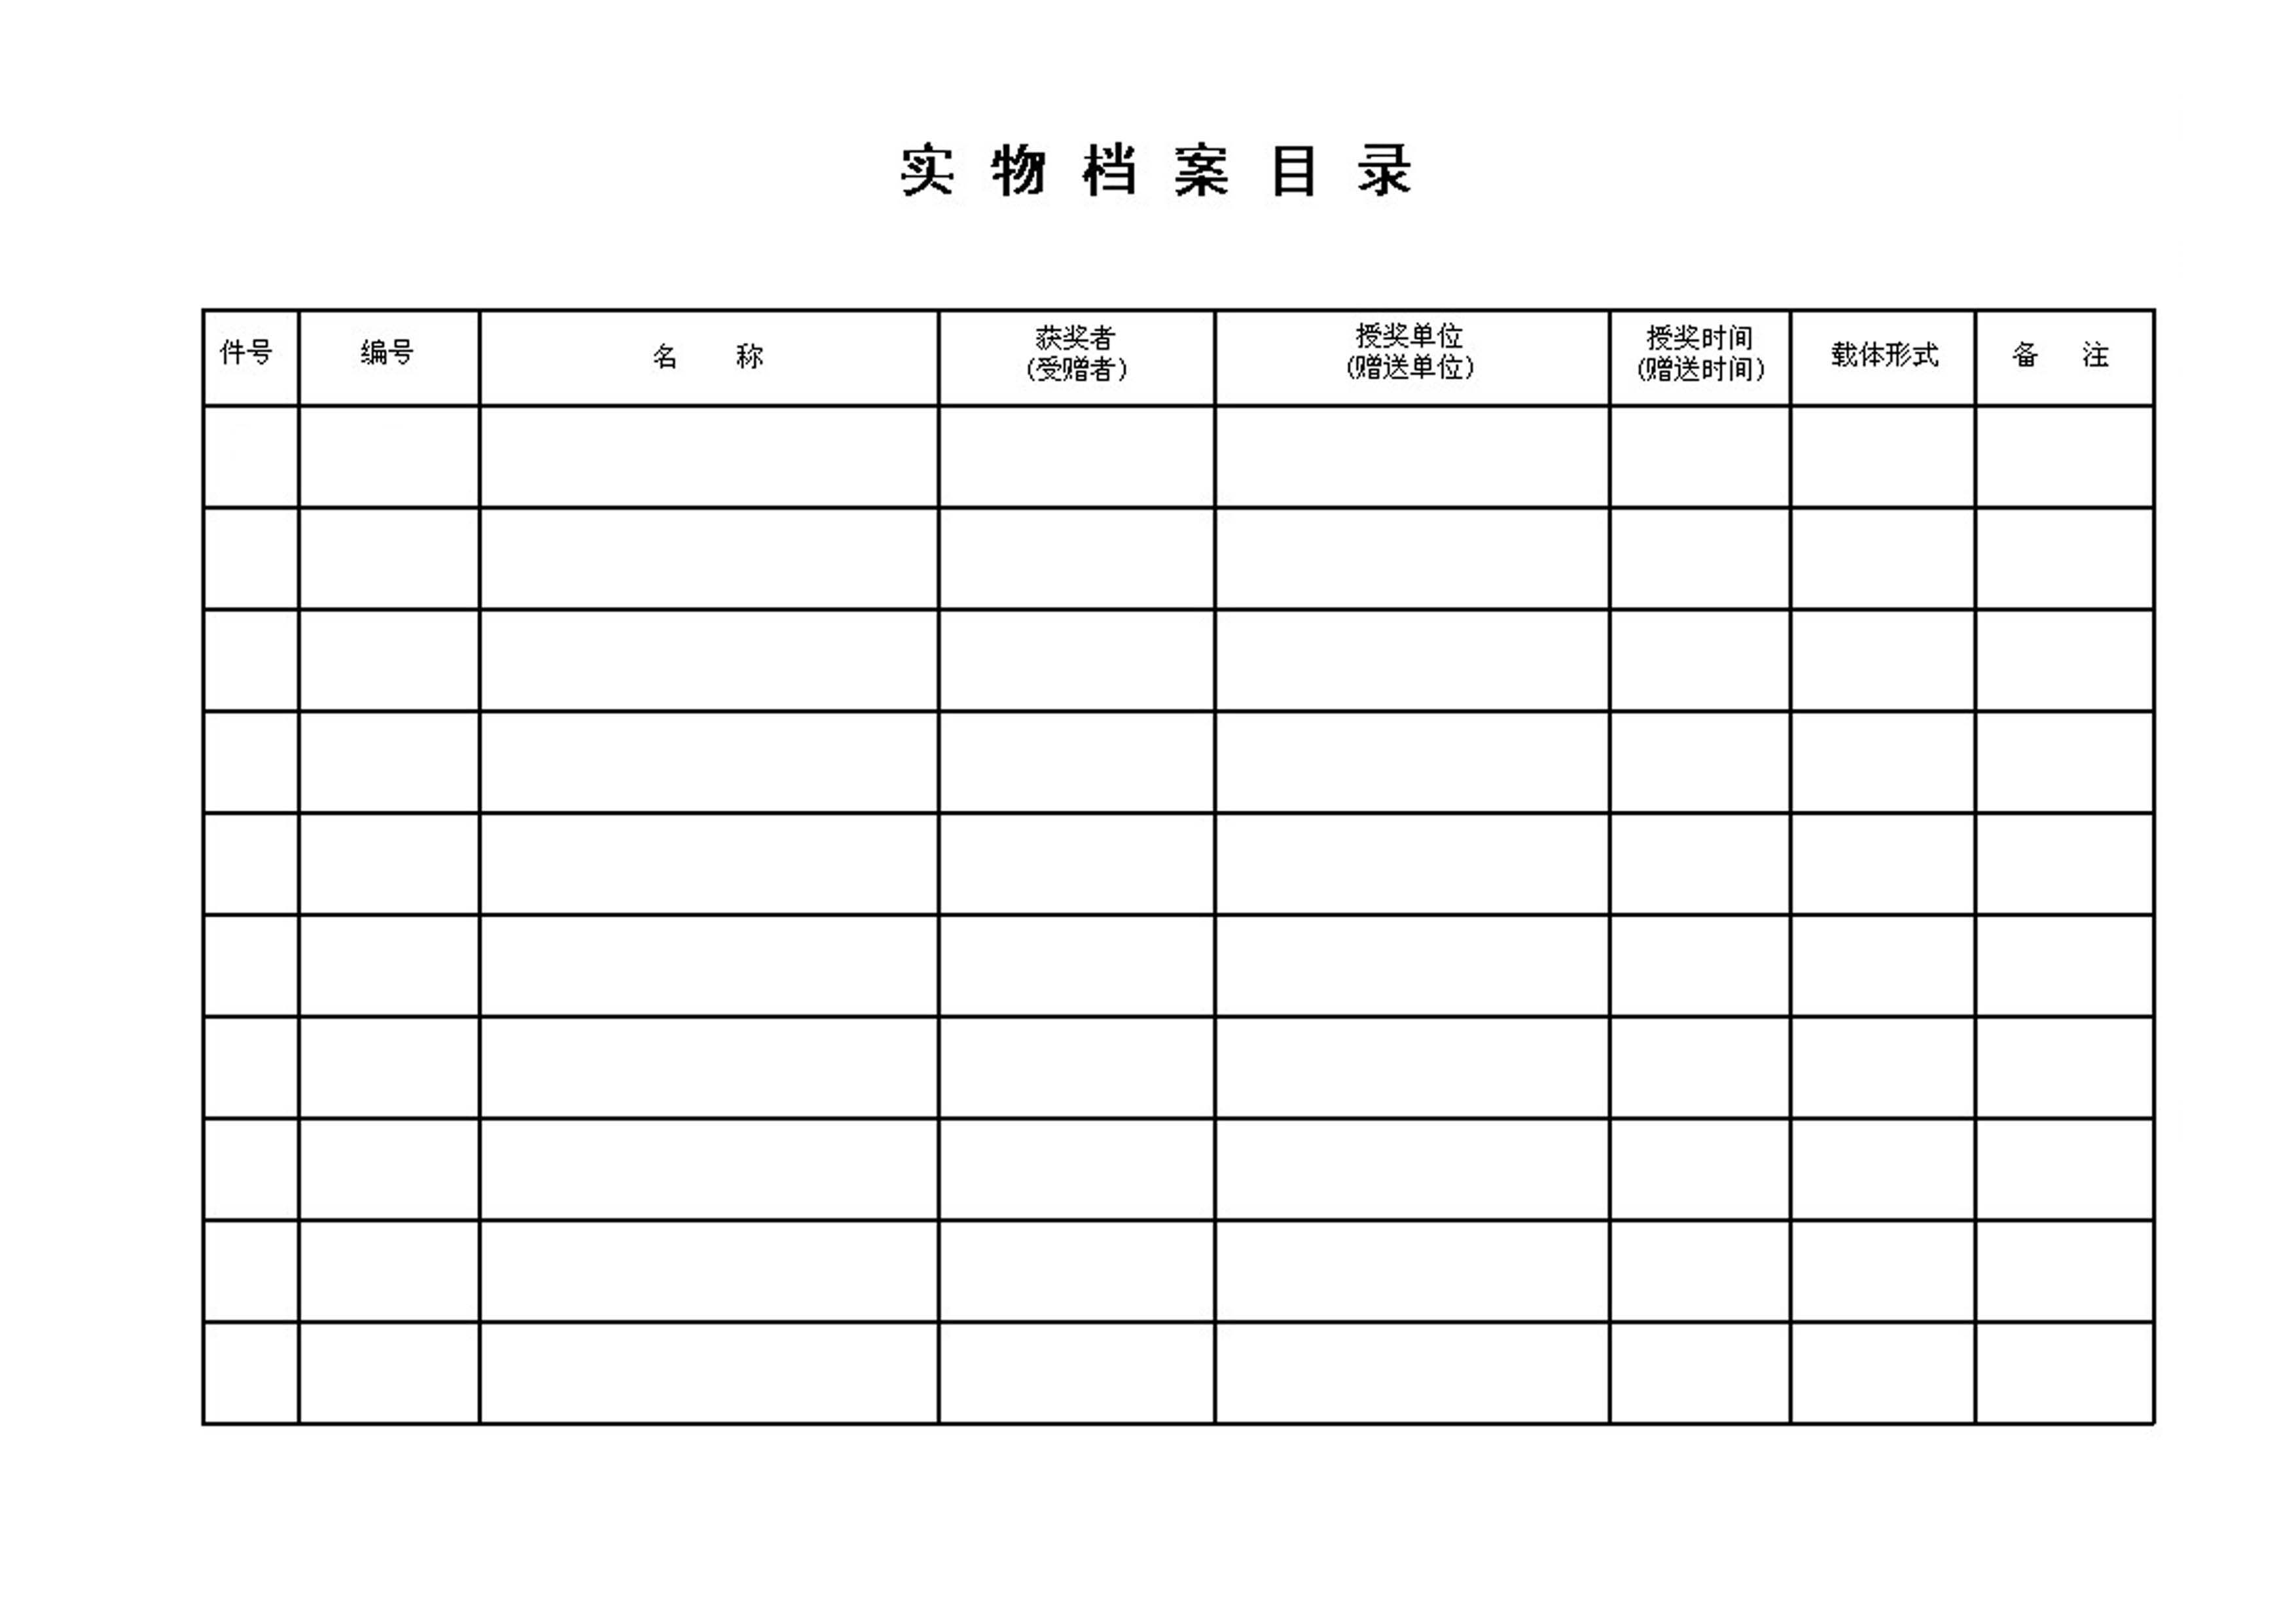 实物档案目录
件号 编号 名 称 获奖者 (受赠者) 授奖单位 (赠送单位) 授奖时间 (赠送时间) 载体形式 备 注